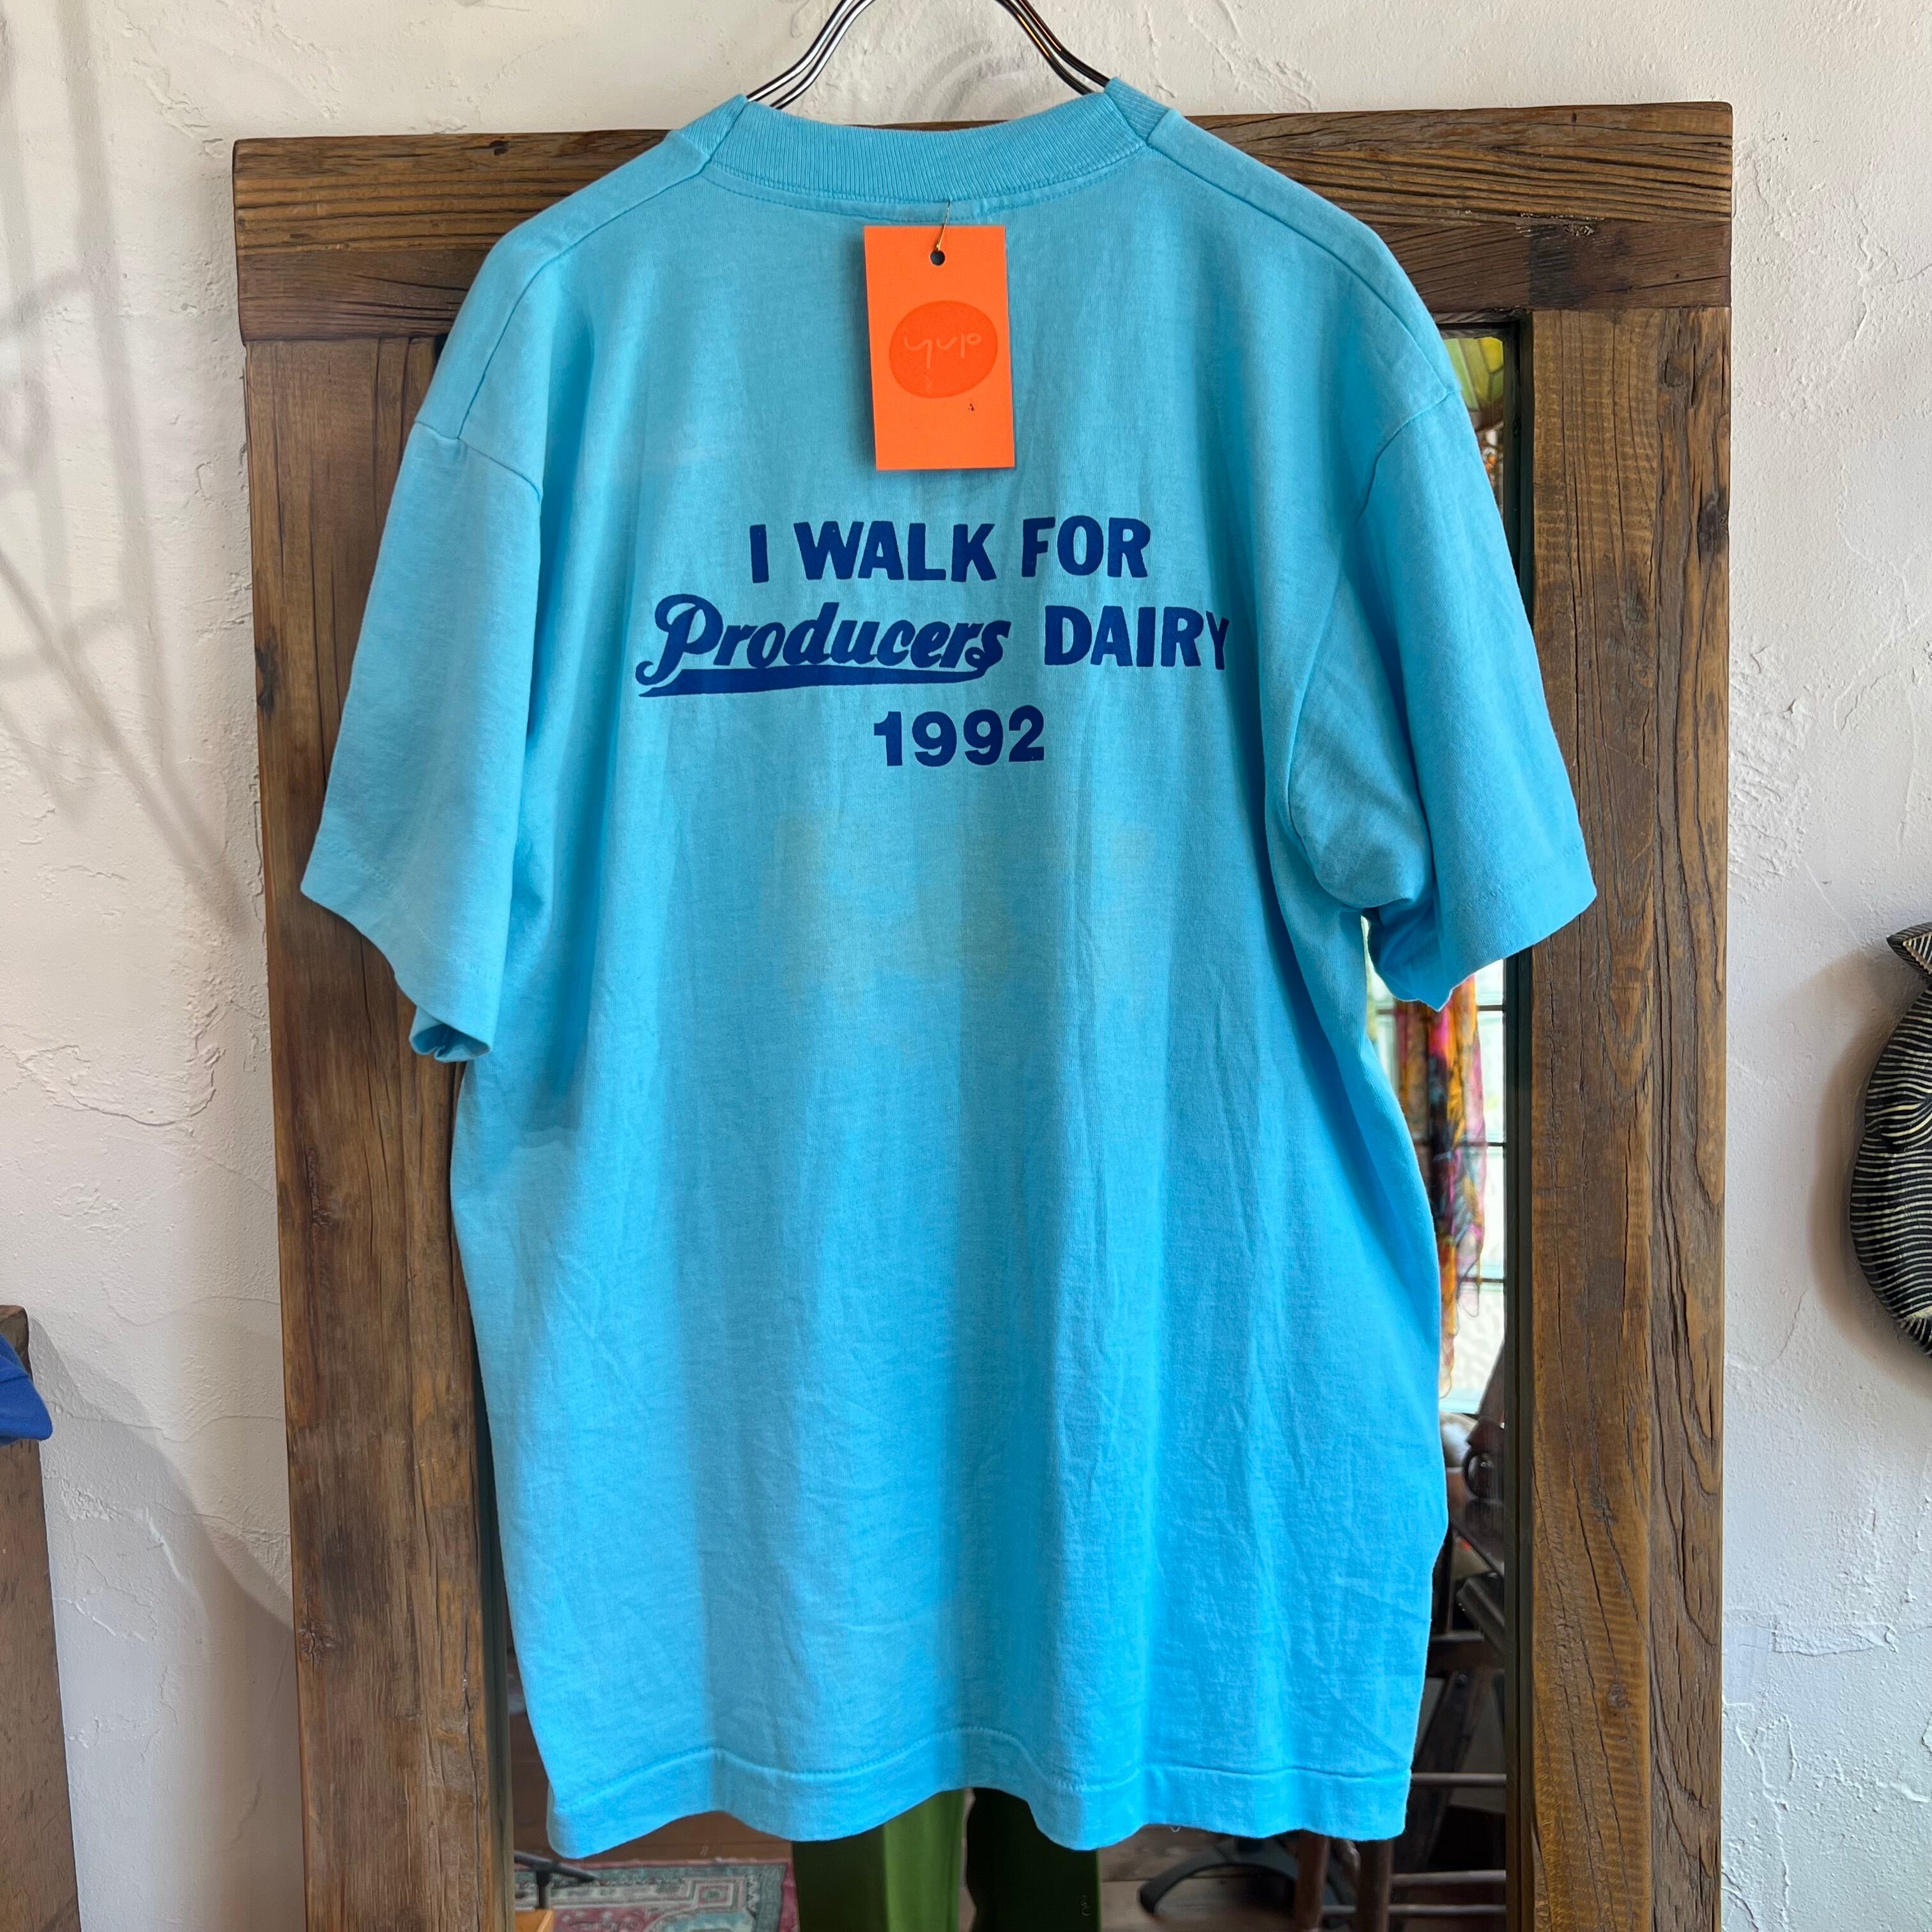 I WALK FOR
Producers DAIRY
1992